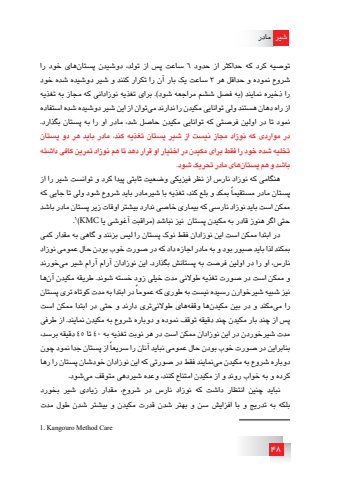 شیر مادر
توصیه کرد که حداکثر از حدود ۶ ساعت پس از تولد، دوشیدن پستان‌های خود را
شروع نموده و حداقل هر ۳ ساعت یک بار آن را تکرار کنند و شیر دوشیده شده خود
را ذخیره نمایند (به فصل ششم مراجعه شود). برای تغذیه نوزادانی که مجاز به تغذیه
از راه دهان هستند ولی توانایی مکیدن را ندارند می‌توان از این شیر دوشیده شده استفاده
نمود تا در اولین فرصتی که توانایی مکیدن حاصل شد، مادر او را به پستان بگذارد.
در مواردی که نوزاد مجاز نیست از شیر پستان تغذیه کند، مادر باید هر دو پستان
تخلیه شده خود را فقط برای مکیدن در اختیار او قرار دهد تا هم نوزاد تمرین کافی داشته
باشد و هم پستان‌های مادر تحریک شود.
هنگامی که نوزاد نارس از نظر فیزیکی وضعیت ثابتی پیدا کرد و توانست شیر را از
پستان مادر مستقیماً بمکد و بلع کند، تغذیه با شیرمادر باید شروع شود ولی تا جایی که
ممکن است باید نوزاد نارسی که بیماری خاصی ندارد بیشتر اوقات زیر پستان مادر باشد
حتی اگر هنوز قادر به مکیدن پستان نیز نباشد (مراقبت آغوشی یا KMC)¹.
در ابتدا ممکن است این نوزادان فقط نوک پستان را لیس بزنند و گاهی به مقدار کمی
بمکند لذا باید صبور بود و به مادر اجازه داد که در صورت خوب بودن حال عمومی نوزاد
نارس، او را در اولین فرصت به پستانش بگذارد. این نوزادان آرام آرام شیر می‌خورند
و ممکن است در صورت تغذیه طولانی مدت خیلی زود خسته شوند. طریقه مکیدن آن‌ها
نیز شبیه شیرخواران رسیده نیست به طوری که عموماً در ابتدا به مدت کوتاه تری پستان
را می‌مکند و در بین مکیدن‌ها وقفه‌های طولانی‌تری دارند و حتی در ابتدا ممکن است
پس از چند بار مکیدن چند دقیقه توقف نموده و دوباره شروع به مکیدن نمایند. از طرفی
مدت شیرخوردن در این نوزادان ممکن است در هر نوبت تغذیه به ۴۰ تا ۴۵ دقیقه برسد،
بنابراین در صورت خوب بودن حال عمومی نباید آنان را سریعاً از پستان جدا نمود چون
دوباره شروع به مکیدن می‌نمایند. فقط در صورتی که این نوزادان خودشان پستان را رها
کرده و به خواب روند و از مکیدن امتناع کنند، وعده شیردهی متوقف می‌شود.
نباید چنین انتظار داشت که نوزاد نارس در شروع، مقدار زیادی شیر بخورد
بلکه به تدریج و با افزایش سن و بهتر شدن قدرت مکیدن و بیشتر شدن طول مدت
1. Kangouro Method Care
۴۸